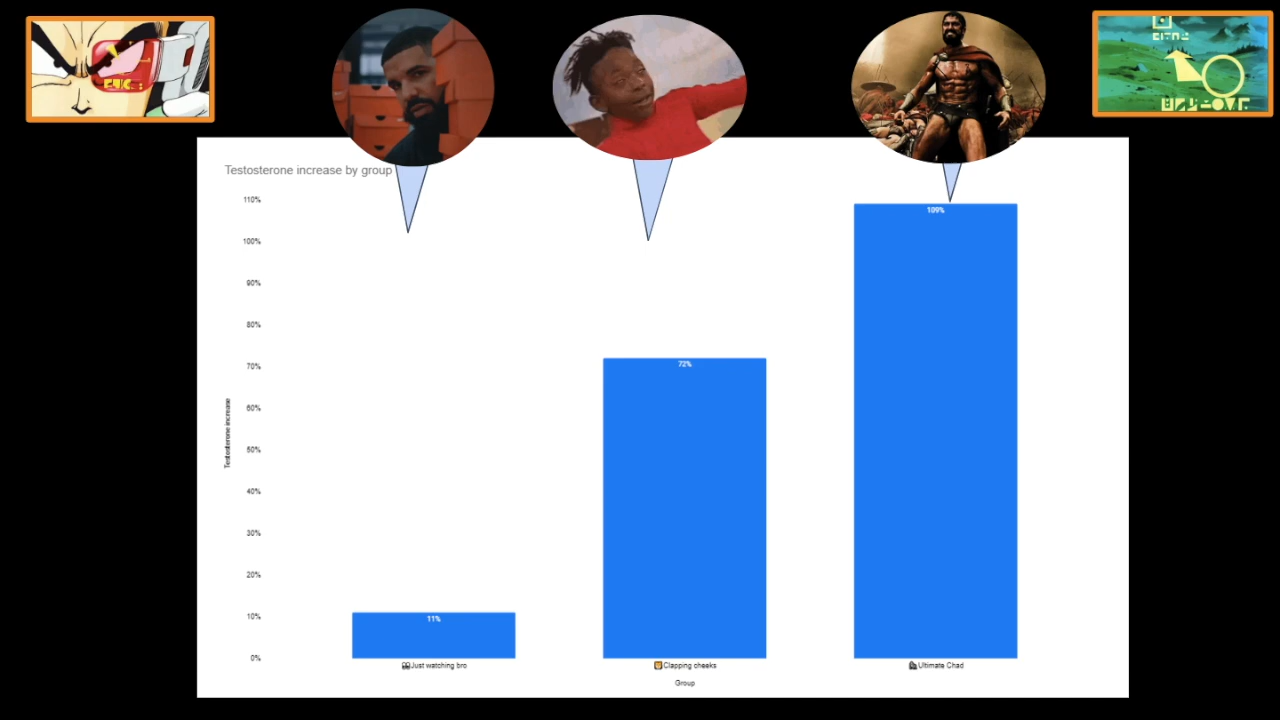 Testosterone increase by group
110%
109%
100%
90%
80%
72%
70%
60%
50%
40%
30%
20%
11%
10%
0%
Testosterone increase
Just watching bro
Clapping cheeks
Ultimate Chad
Group